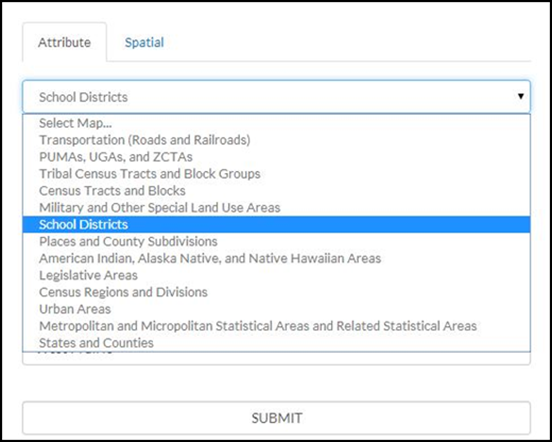 Attribute Spatial
School Districts
Select Map...
Transportation (Roads and Railroads)
PUMAs, UGAs, and ZCTAs
Tribal Census Tracts and Block Groups
Census Tracts and Blocks
Military and Other Special Land Use Areas
School Districts
Places and County Subdivisions
American Indian, Alaska Native, and Native Hawaiian Areas
Legislative Areas
Census Regions and Divisions
Urban Areas
Metropolitan and Micropolitan Statistical Areas and Related Statistical Areas
States and Counties
SUBMIT